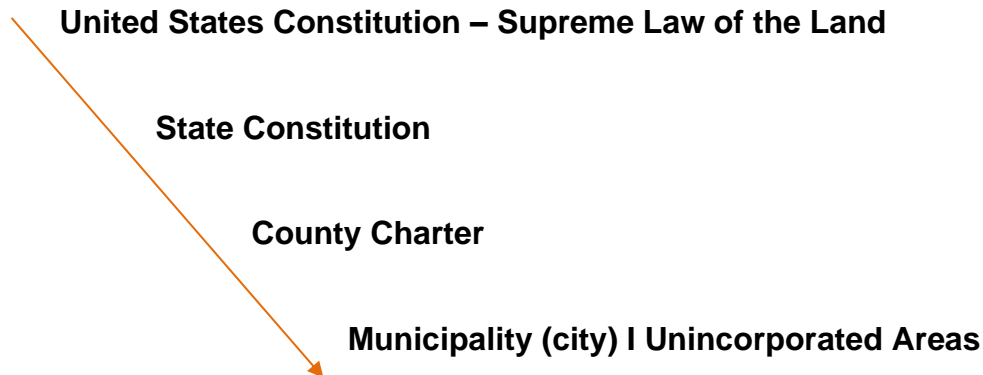 United States Constitution – Supreme Law of the Land
State Constitution
County Charter
Municipality (city) I Unincorporated Areas